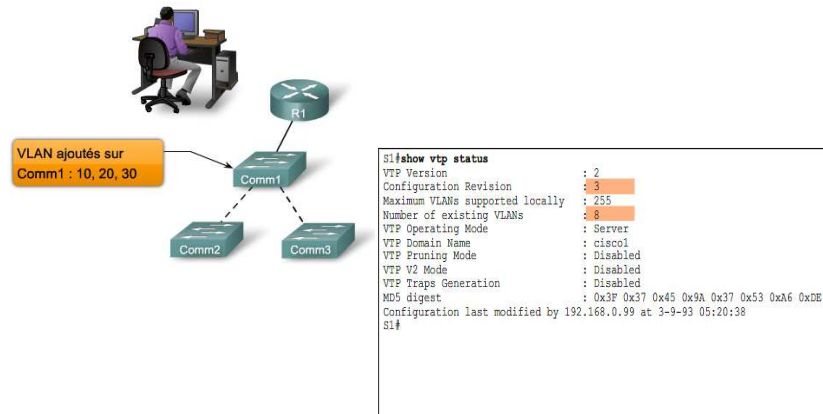 R1
VLAN ajoutés sur
Comm1 : 10, 20, 30
Comm1
Comm2
Comm3
S1#show vtp status
VTP Version : 2
Configuration Revision : 3
Maximum VLANs supported locally : 255
Number of existing VLANs : 8
VTP Operating Mode : Server
VTP Domain Name : cisco1
VTP Pruning Mode : Disabled
VTP V2 Mode : Disabled
VTP Traps Generation : Disabled
MD5 digest : 0x3F 0x37 0x45 0x9A 0x37 0x53 0xA6 0xDE
Configuration last modified by 192.168.0.99 at 3-9-93 05:20:38
S1#